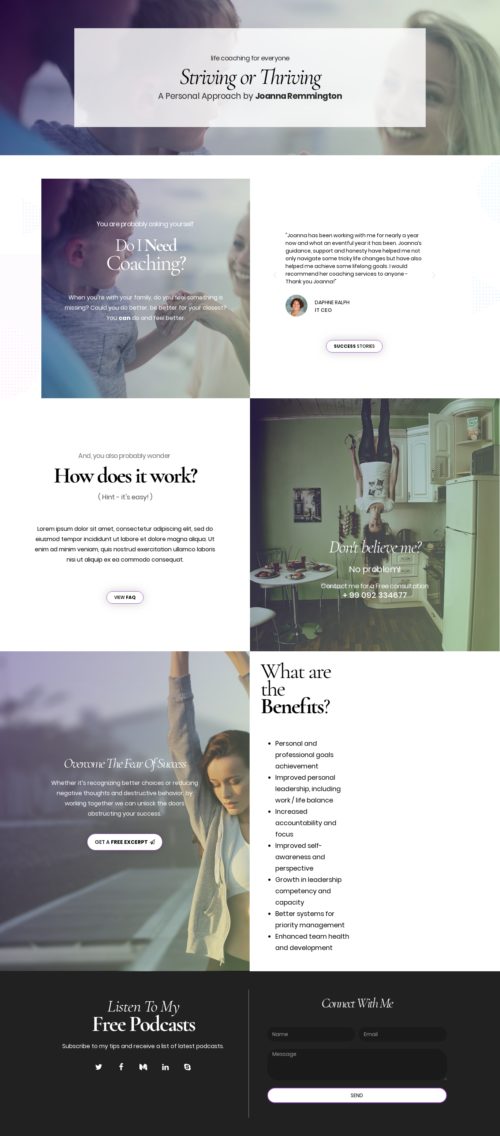 life coaching for everyone
Striving or Thriving
A Personal Approach by Joanna Remmington
You are probably asking yourself
Do I Need
Coaching?
When you're with your family, do you feel something is
missing? Could you do better, be better for your closest?
You can do and feel better.
"Joanna has been working with me for nearly a year
now and what an eventful year it has been. Joanna's
guidance, support and honesty have helped me not
only navigate some tricky life changes but have also
helped me achieve some lifelong goals. I would
recommend her coaching services to anyone -
Thank you Joanna!"
DAPHNE RALPH
IT CEO
SUCCESS STORIES
And, you also probably wonder
How does it work?
( Hint - it's easy! )
Lorem ipsum dolor sit amet, consectetur adipiscing elit, sed do
eiusmod tempor incididunt ut labore et dolore magna aliqua. Ut
enim ad minim veniam, quis nostrud exercitation ullamco laboris
nisi ut aliquip ex ea commodo consequat.
VIEW FAQ
Don't believe me?
No problem!
Contact me for a Free consultation
+ 99 092 334677
Overcome The Fear Of Success
Whether it's recognizing better choices or reducing
negative thoughts and destructive behavior, by
working together we can unlock the doors
obstructing your success.
GET A FREE EXCERPT
What are
the
Benefits?
Personal and
professional goals
achievement
Improved personal
leadership, including
work / life balance
Increased
accountability and
focus
Improved self-
awareness and
perspective
Growth in leadership
competency and
capacity
Better systems for
priority management
Enhanced team health
and development
Listen To My
Free Podcasts
Subscribe to my tips and receive a list of latest podcasts.
Connect With Me
Name
Email
Message
SEND